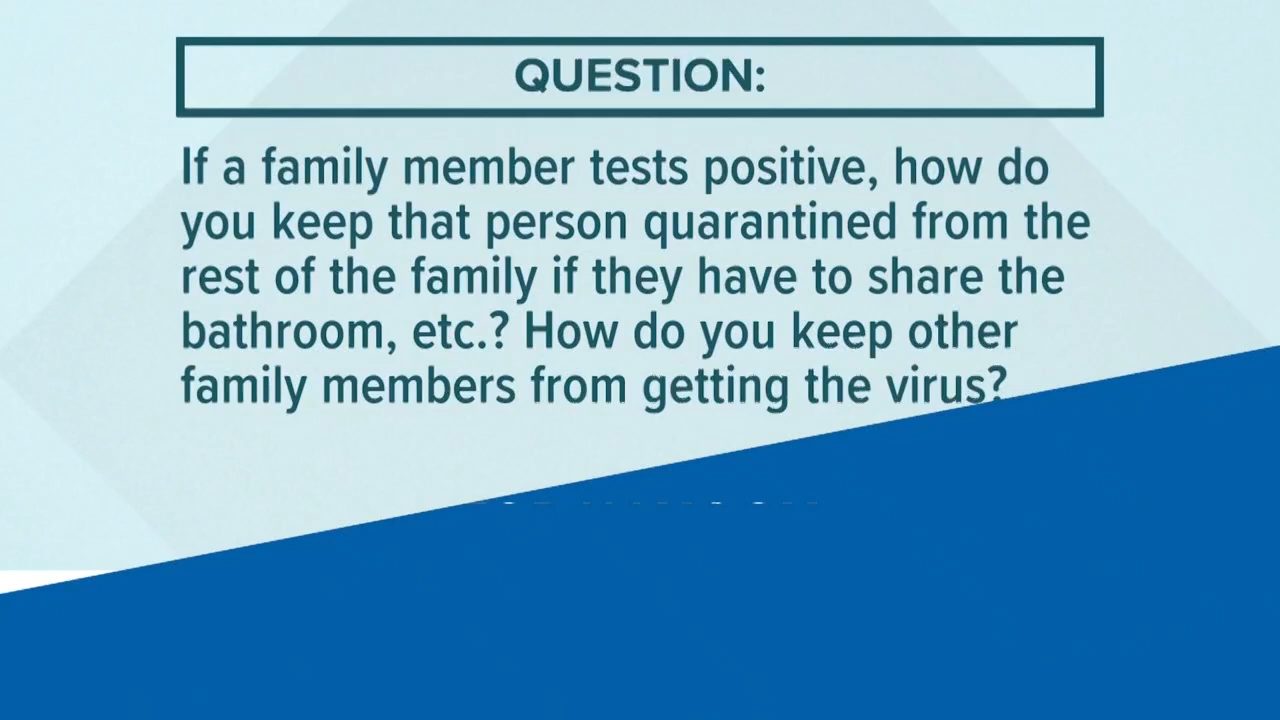 QUESTION:
If a family member tests positive, how do
you keep that person quarantined from the
rest of the family if they have to share the
bathroom, etc.? How do you keep other
family members from getting the virus?